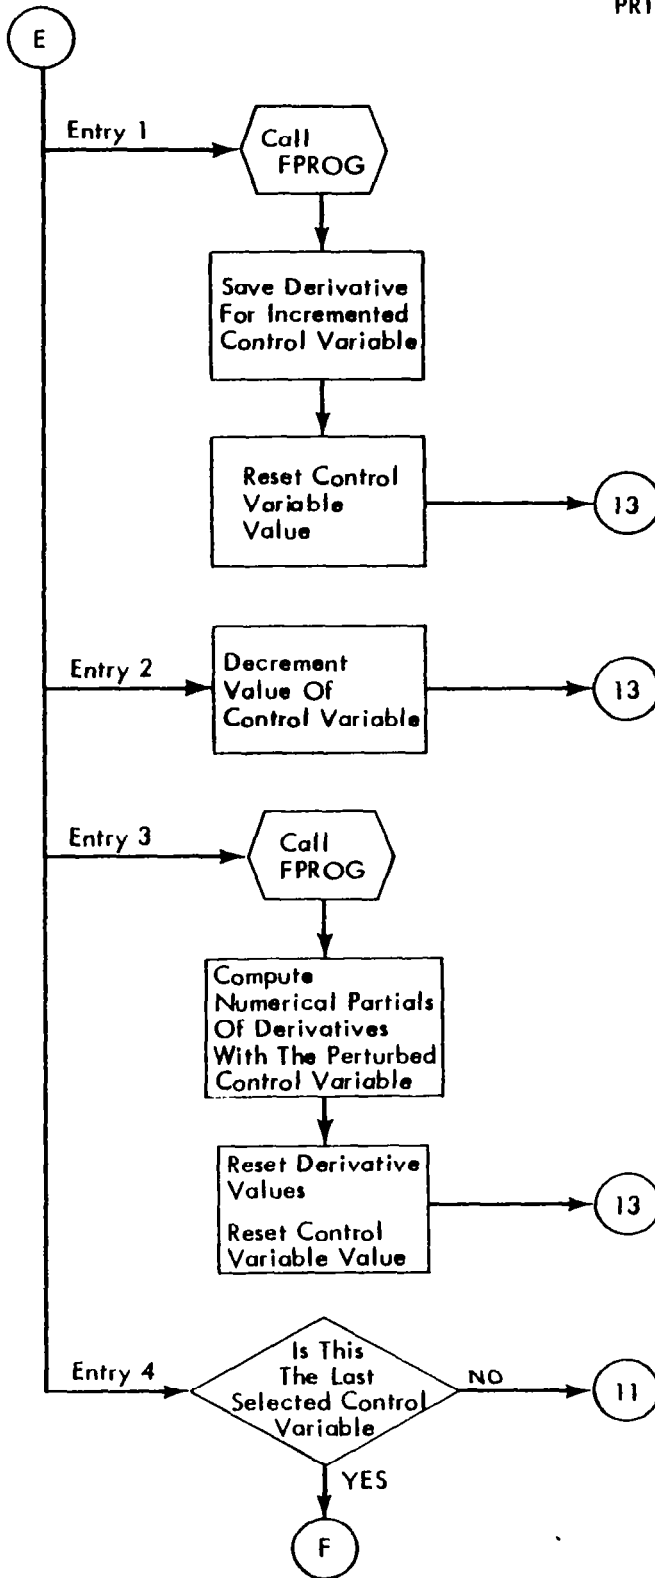 PRT
E
Entry 1
Call
FPROG
Save Derivative
For Incremented
Control Variable
Reset Control
Variable
Value
13
Entry 2
Decrement
Value Of
Control Variable
13
Entry 3
Call
FPROG
Compute
Numerical Partials
Of Derivatives
With The Perturbed
Control Variable
Reset Derivative
Values
Reset Control
Variable Value
13
Entry 4
Is This
The Last
Selected Control
Variable
NO
11
YES
F